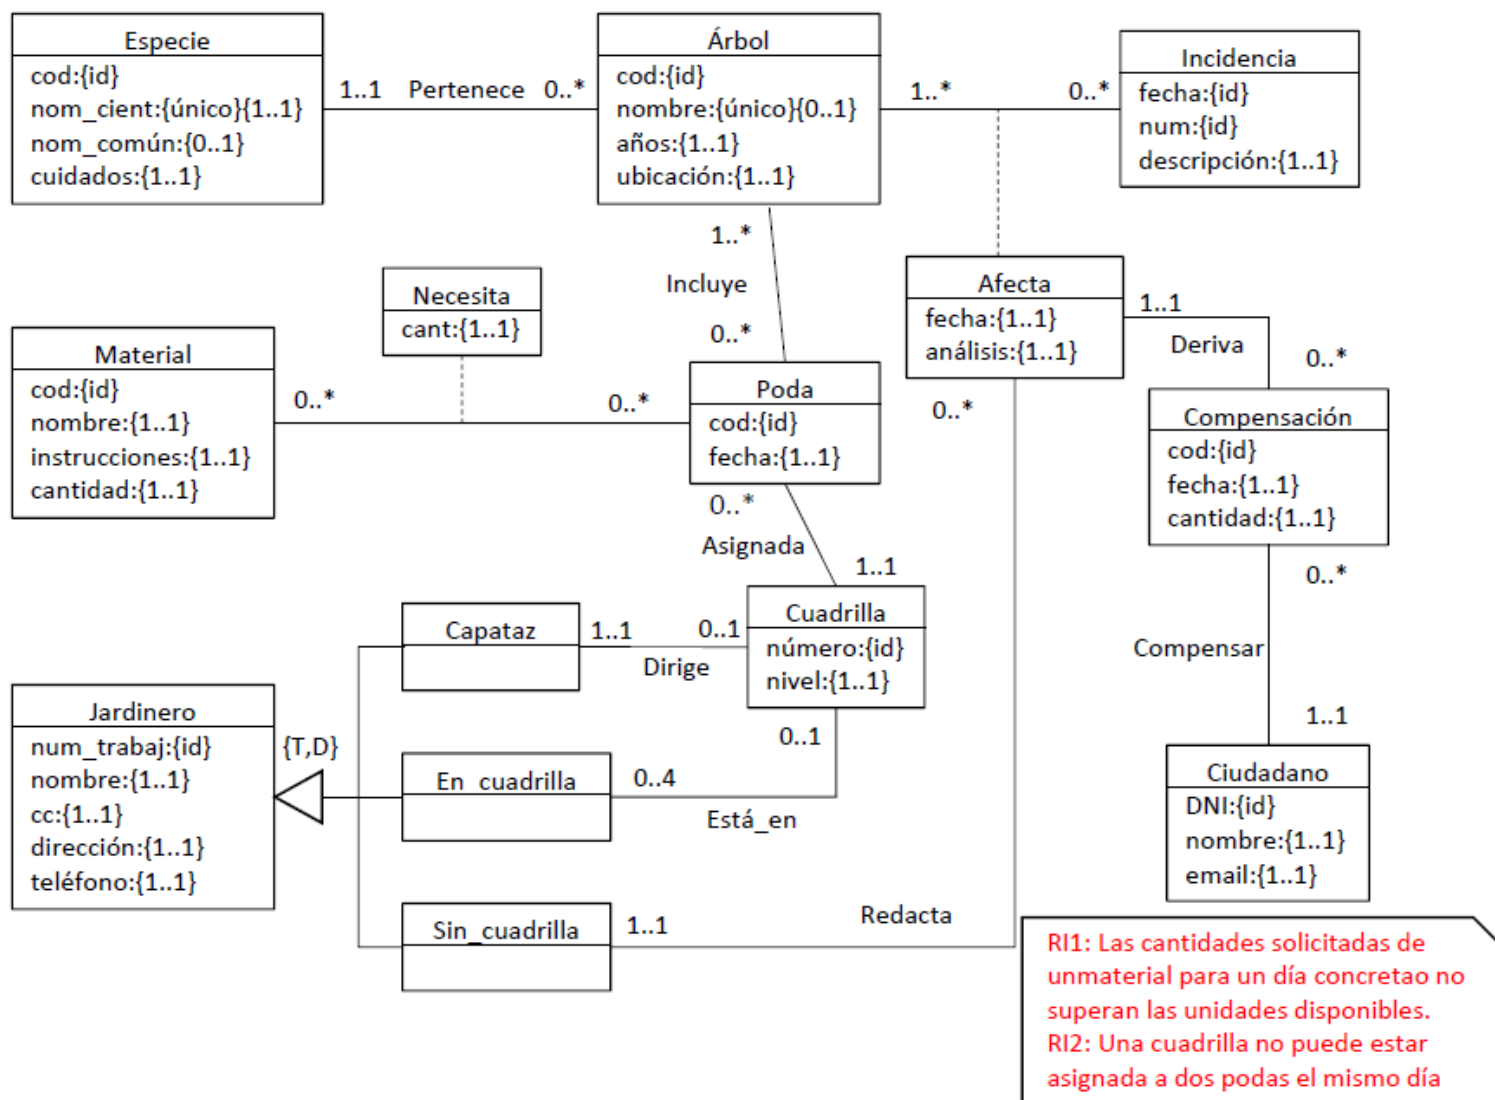 Especie
cod:{id}
nom_cient:{único}{1..1}
nom_común:{0..1}
cuidados:{1..1}
1..1 Pertenece 0..*
Árbol
cod:{id}
nombre:{único}{0..1}
años:{1..1}
ubicación:{1..1}
1..* 0..*
Incidencia
fecha:{id}
num:{id}
descripción:{1..1}
1..*
Incluye
0..*
Necesita
cant:{1..1}
Afecta
fecha:{1..1}
análisis:{1..1}
1..1
Deriva
0..*
0..*
Material
cod:{id}
nombre:{1..1}
instrucciones:{1..1}
cantidad:{1..1}
0..* 0..*
Poda
cod:{id}
fecha:{1..1}
Compensación
cod:{id}
fecha:{1..1}
cantidad:{1..1}
0..*
Asignada
1..1
0..*
Compensar
1..1
Capataz
1..1 0..1
Dirige
Cuadrilla
número:{id}
nivel:{1..1}
Jardinero
num_trabaj:{id}
nombre:{1..1}
cc:{1..1}
dirección:{1..1}
teléfono:{1..1}
{T,D}
En_cuadrilla
0..4
0..1
Está_en
Ciudadano
DNI:{id}
nombre:{1..1}
email:{1..1}
Sin_cuadrilla
1..1
Redacta
RI1: Las cantidades solicitadas de
unmaterial para un día concretao no
superan las unidades disponibles.
RI2: Una cuadrilla no puede estar
asignada a dos podas el mismo día